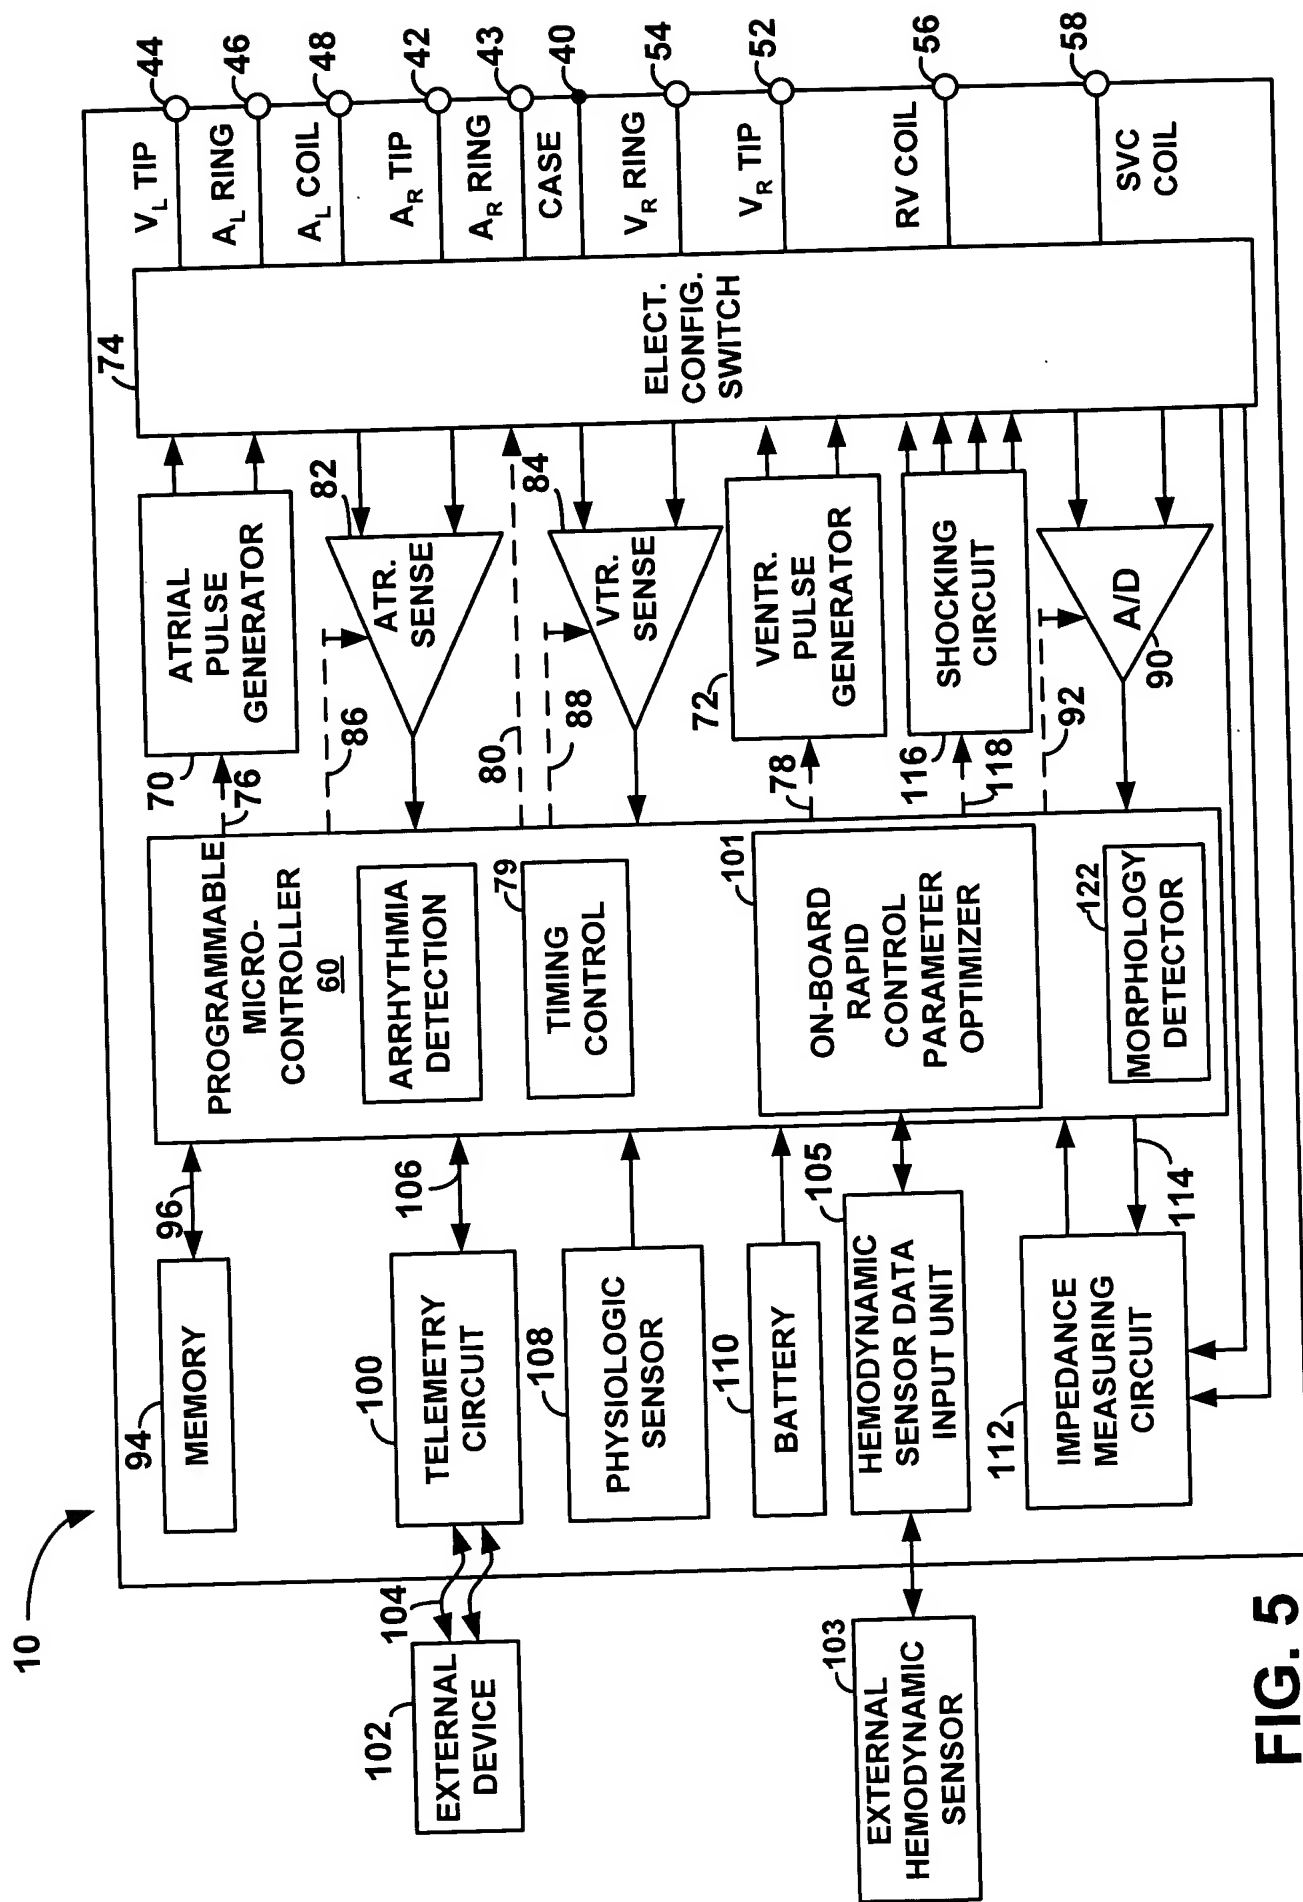 10
74
V_L TIP
44
A_L RING
46
A_L COIL
48
A_R TIP
42
A_R RING
43
CASE
40
V_R RING
54
V_R TIP
52
RV COIL
56
SVC
COIL
58
ELECT.
CONFIG.
SWITCH
ATRIAL
PULSE
GENERATOR
70
76
82
ATR.
SENSE
86
80
84
VTR.
SENSE
88
72
VENTR.
PULSE
GENERATOR
78
SHOCKING
CIRCUIT
116
118
A/D
90
92
PROGRAMMABLE
MICRO-
CONTROLLER
60
ARRHYTHMIA
DETECTION
79
TIMING
CONTROL
101
ON-BOARD
RAPID
CONTROL
PARAMETER
OPTIMIZER
122
MORPHOLOGY
DETECTOR
96
94
MEMORY
106
100
TELEMETRY
CIRCUIT
108
PHYSIOLOGIC
SENSOR
110
BATTERY
105
HEMODYNAMIC
SENSOR DATA
INPUT UNIT
112
IMPEDANCE
MEASURING
CIRCUIT
114
104
102
EXTERNAL
DEVICE
103
EXTERNAL
HEMODYNAMIC
SENSOR
FIG. 5